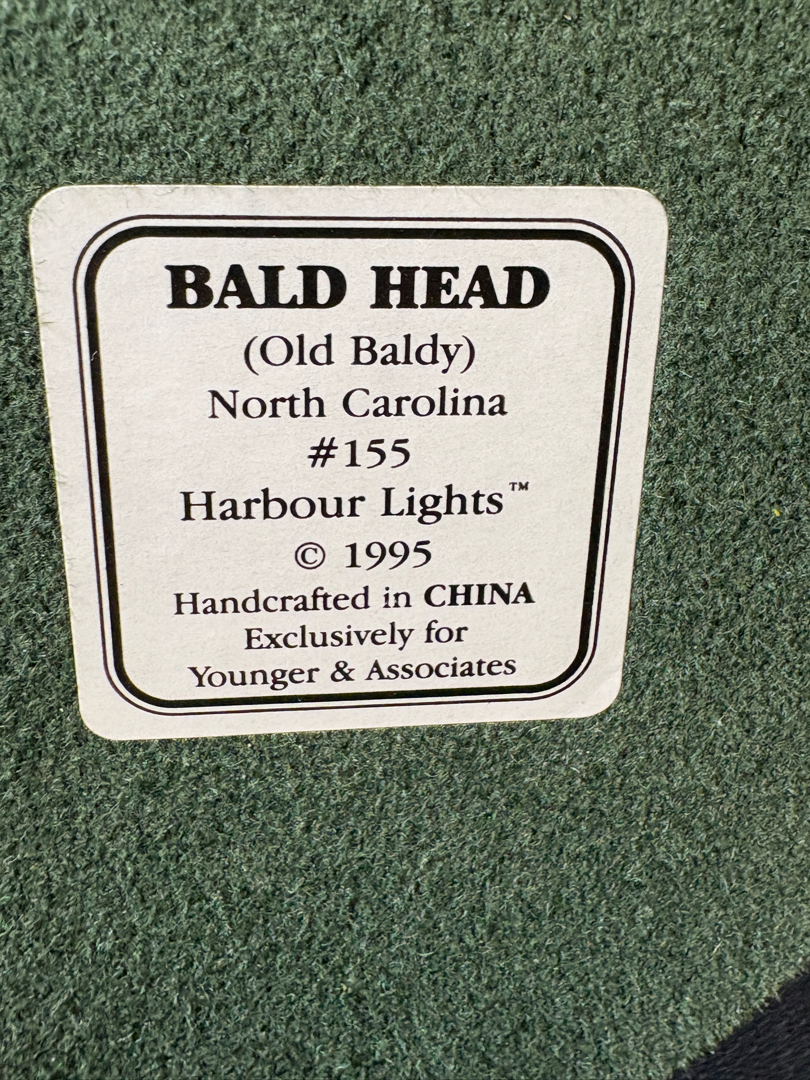 BALD HEAD
(Old Baldy)
North Carolina
#155
Harbour Lights™
© 1995
Handcrafted in CHINA
Exclusively for
Younger & Associates